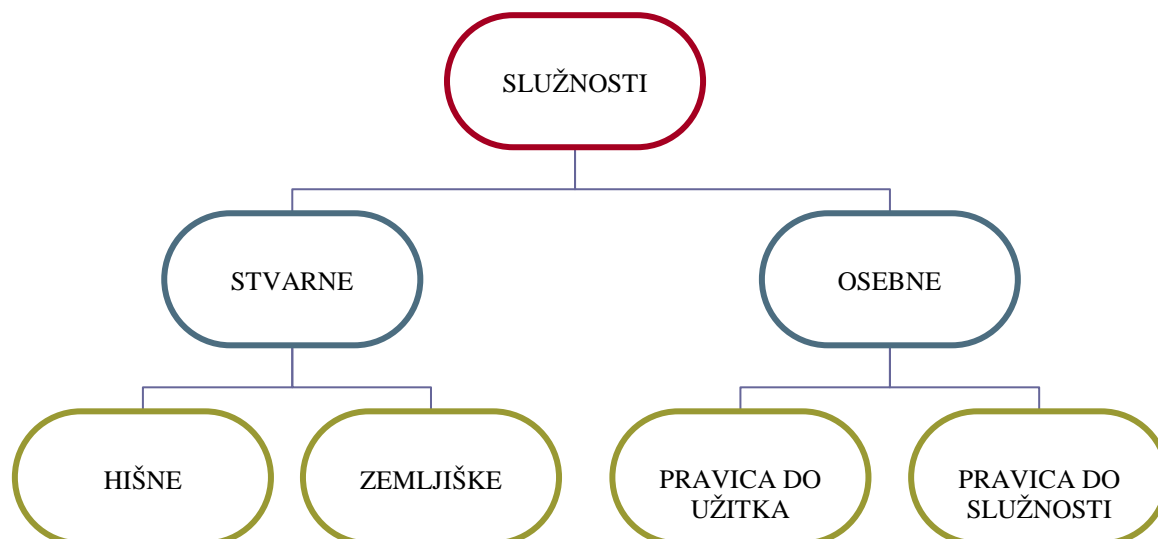 SLUŽNOSTI
STVARNE
OSEBNE
HIŠNE
ZEMLJIŠKE
PRAVICA DO
UŽITKA
PRAVICA DO
SLUŽNOSTI